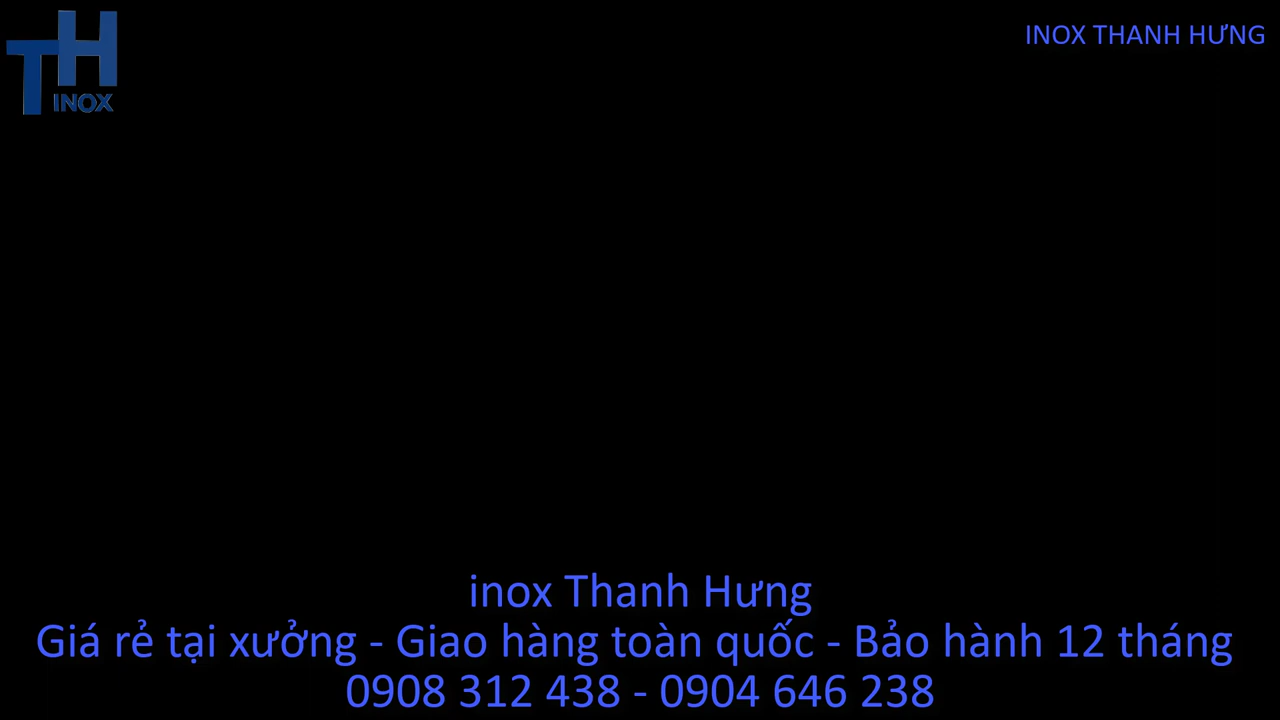 TH
INOX
INOX THANH HƯNG
inox Thanh Hưng
Giá rẻ tại xưởng - Giao hàng toàn quốc - Bảo hành 12 tháng
0908 312 438 - 0904 646 238